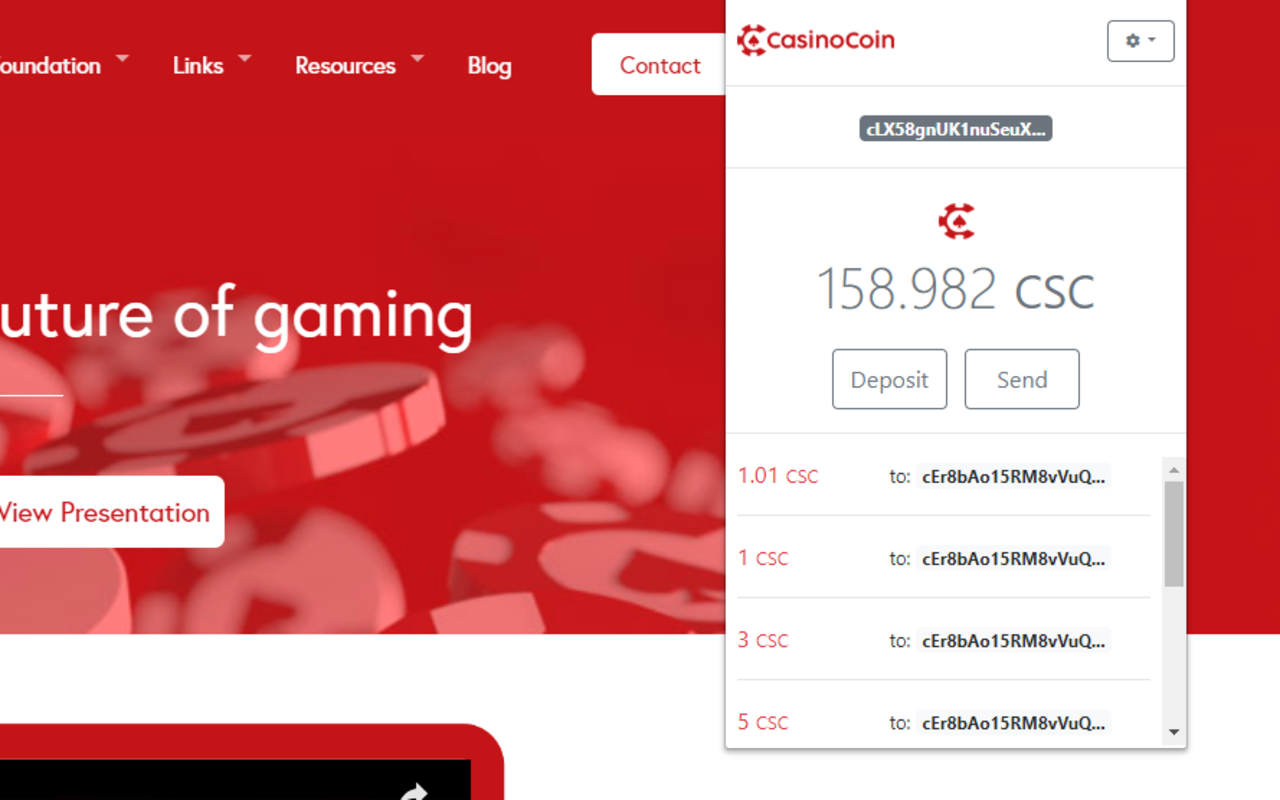 oundation Links Resources Blog Contact
uture of gaming
View Presentation
CasinoCoin
cLX58gnUK1nuSeuX...
158.982 CSC
Deposit Send
1.01 CSC to: cEr8bAo15RM8vVuQ...
1 CSC to: cEr8bAo15RM8vVuQ...
3 CSC to: cEr8bAo15RM8vVuQ...
5 CSC to: cEr8bAo15RM8vVuQ...